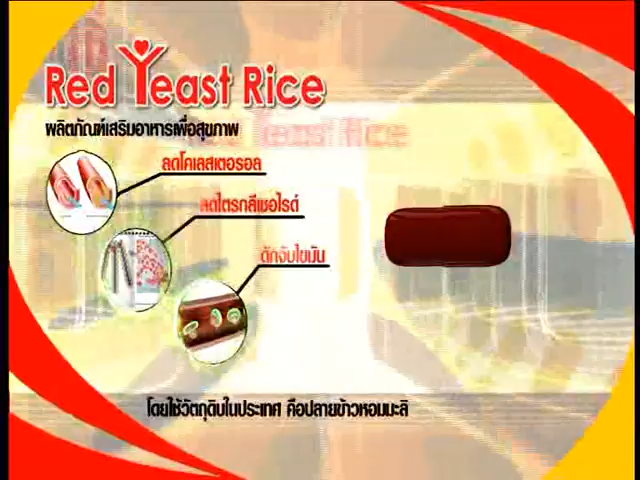 Red Yeast Rice
ผลิตภัณฑ์เสริมอาหารเพื่อสุขภาพ
ลดโคเลสเตอรอล
ลดไตรกลีเซอไรด์
ดักจับไขมัน
โดยใช้วัตถุดิบในประเทศ คือปลายข้าวหอมมะลิ